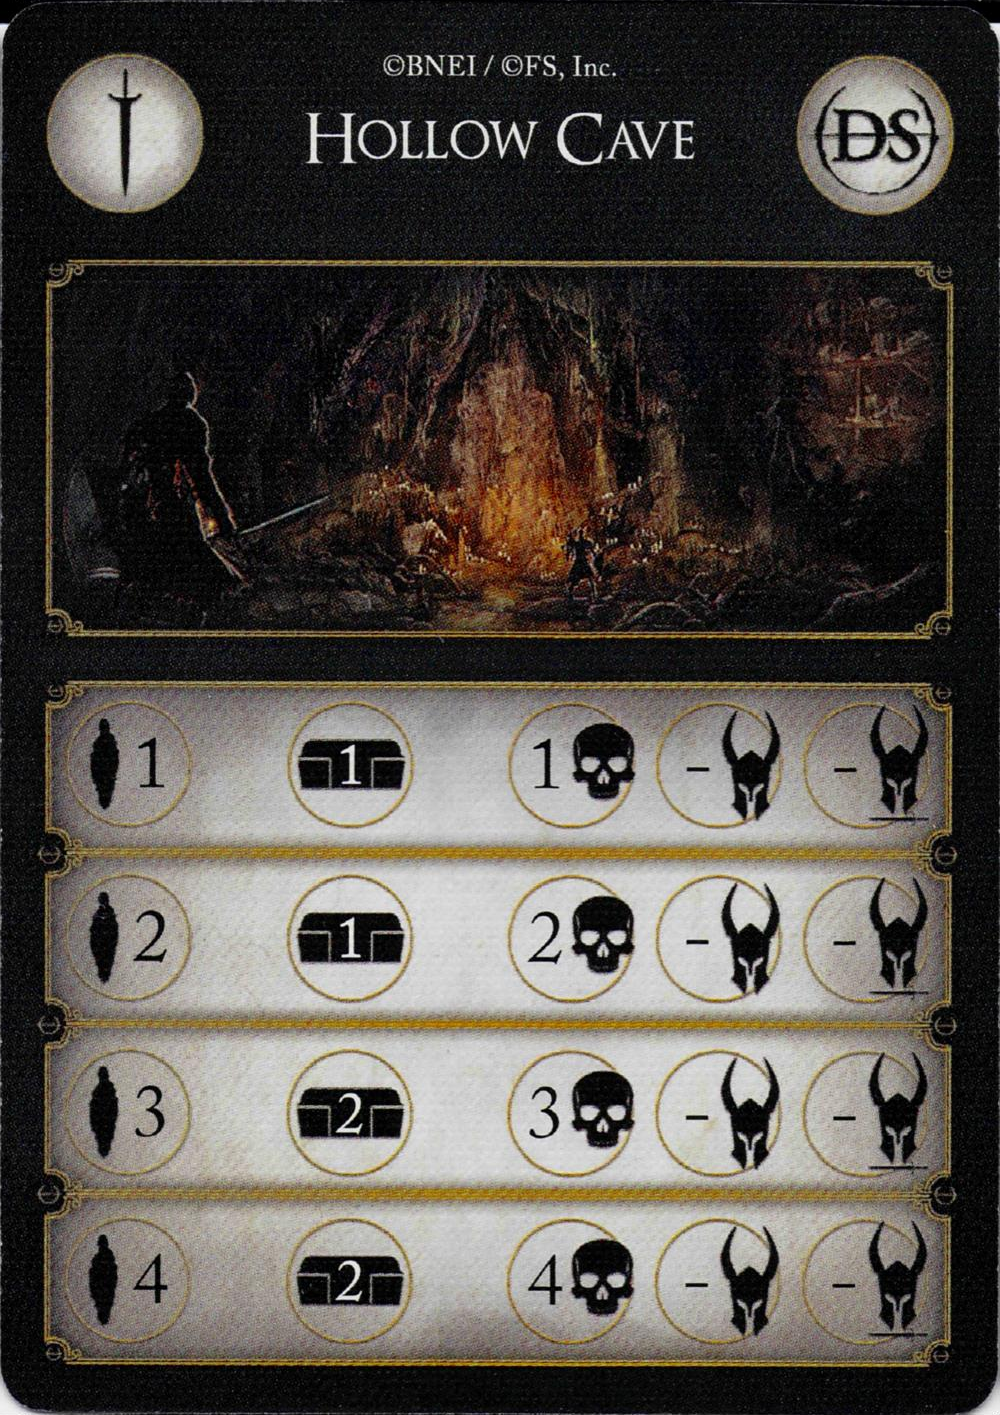 ©BNEI / ©FS, Inc.
HOLLOW CAVE
DS
1 1 1 - -
2 1 2 - -
3 2 3 - -
4 2 4 - -